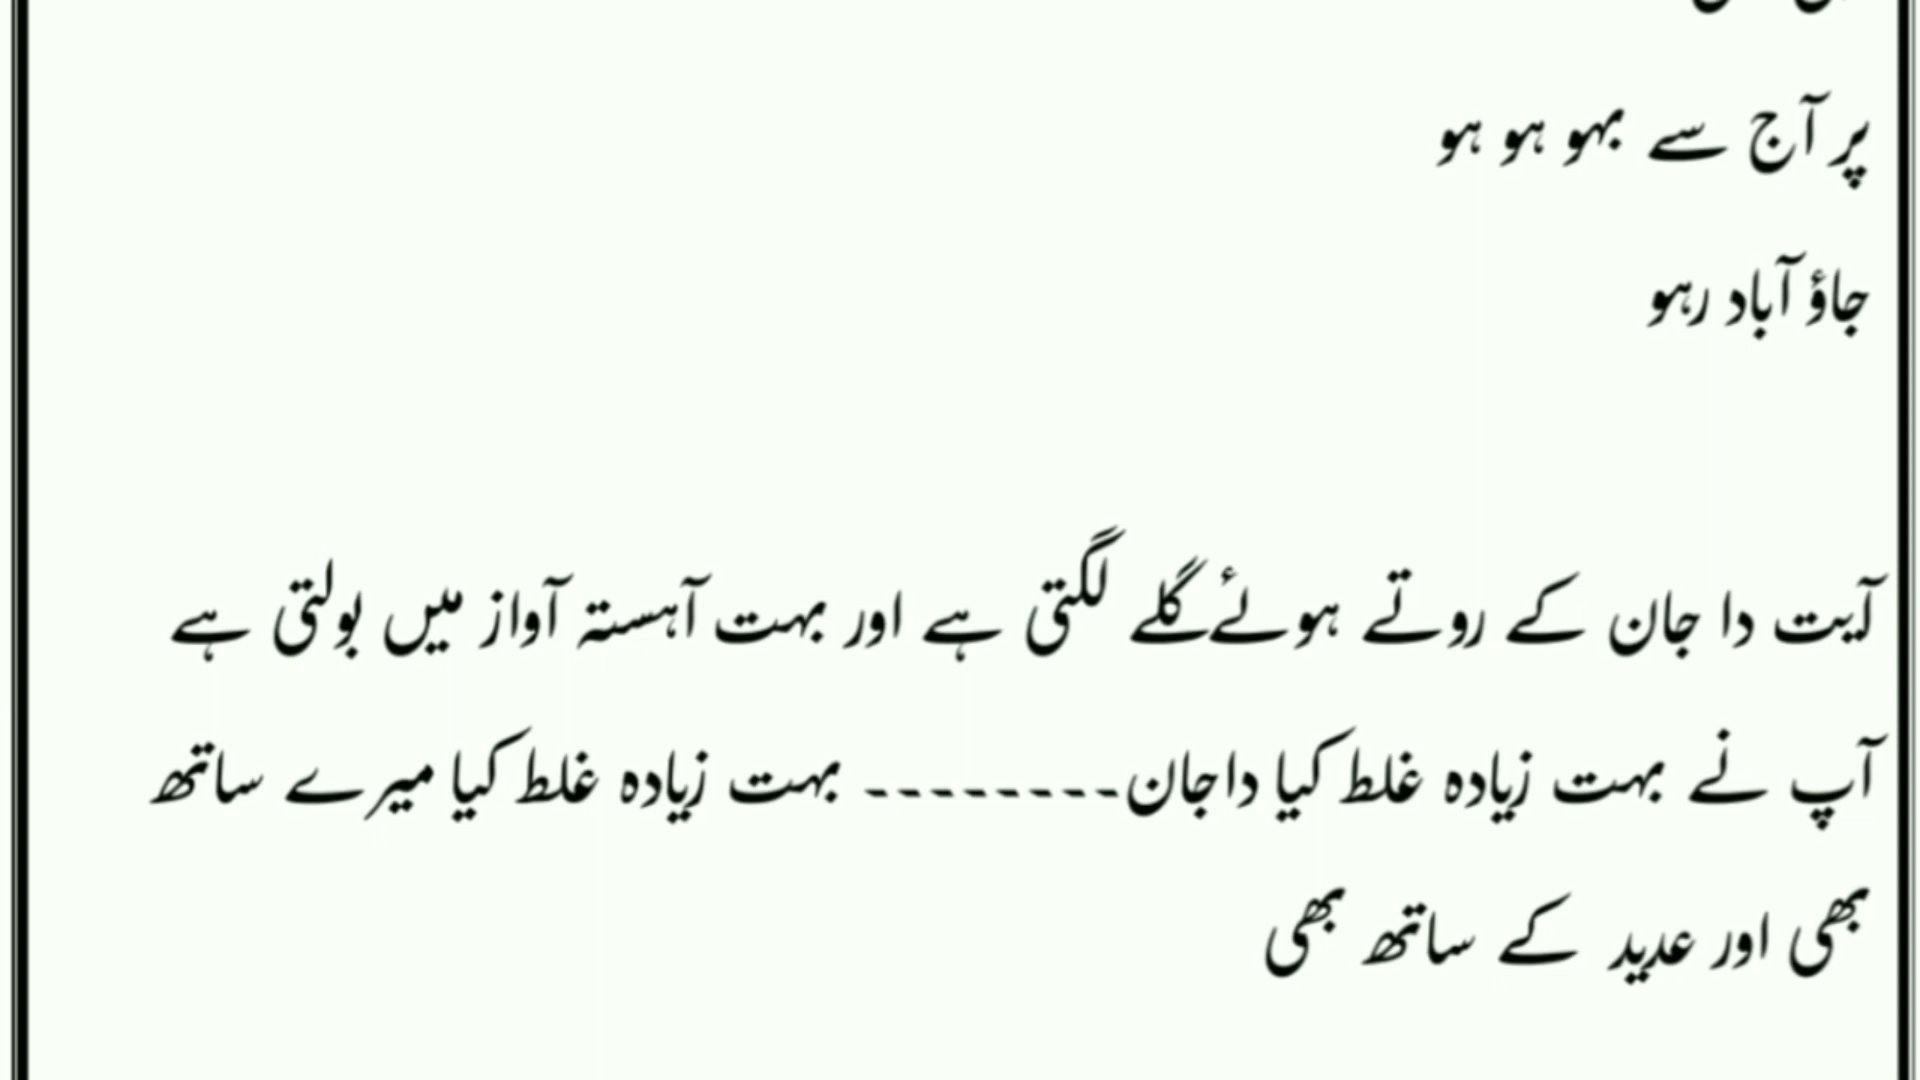 پر آج سے بہو ہو ہو
جاؤ آباد رہو
آیت دا جان کے روتے ہوئے گلے لگتی ہے اور بہت آہستہ آواز میں بولتی ہے
آپ نے بہت زیادہ غلط کیا داجان-------- بہت زیادہ غلط کیا میرے ساتھ
بھی اور عدید کے ساتھ بھی